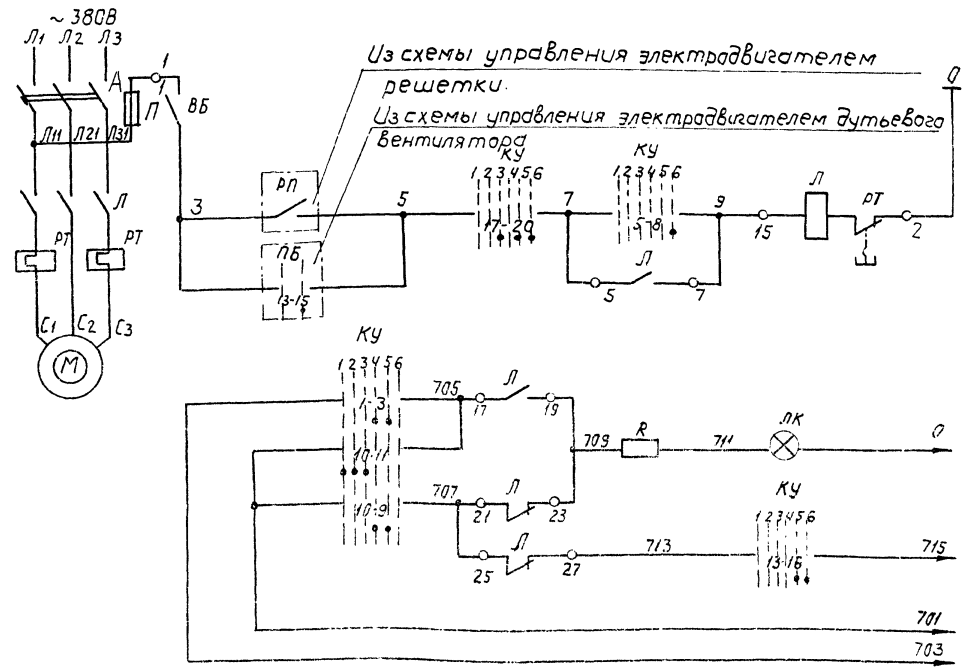 ~ 380В
Л1 Л2 Л3
А
1
П
ВБ
Из схемы управления электродвигателем
решетки.
Из схемы управления электродвигателем дутьевого
вентилятора
0
Л11 Л21 Л31
КУ
1 2 3 4 5 6
17-20
КУ
1 2 3 4 5 6
5-8
3
РП
5
7
9
15
Л
РТ
2
Л
РТ
РТ
ПБ
13-15
Л
5
7
С1
С2
С3
М
КУ
1 2 3 4 5 6
1-3
705
17
Л
19
10-11
709
R
711
ЛК
0
10-9
707
21
Л
23
КУ
1 2 3 4 5 6
13-16
25
Л
27
713
715
701
703